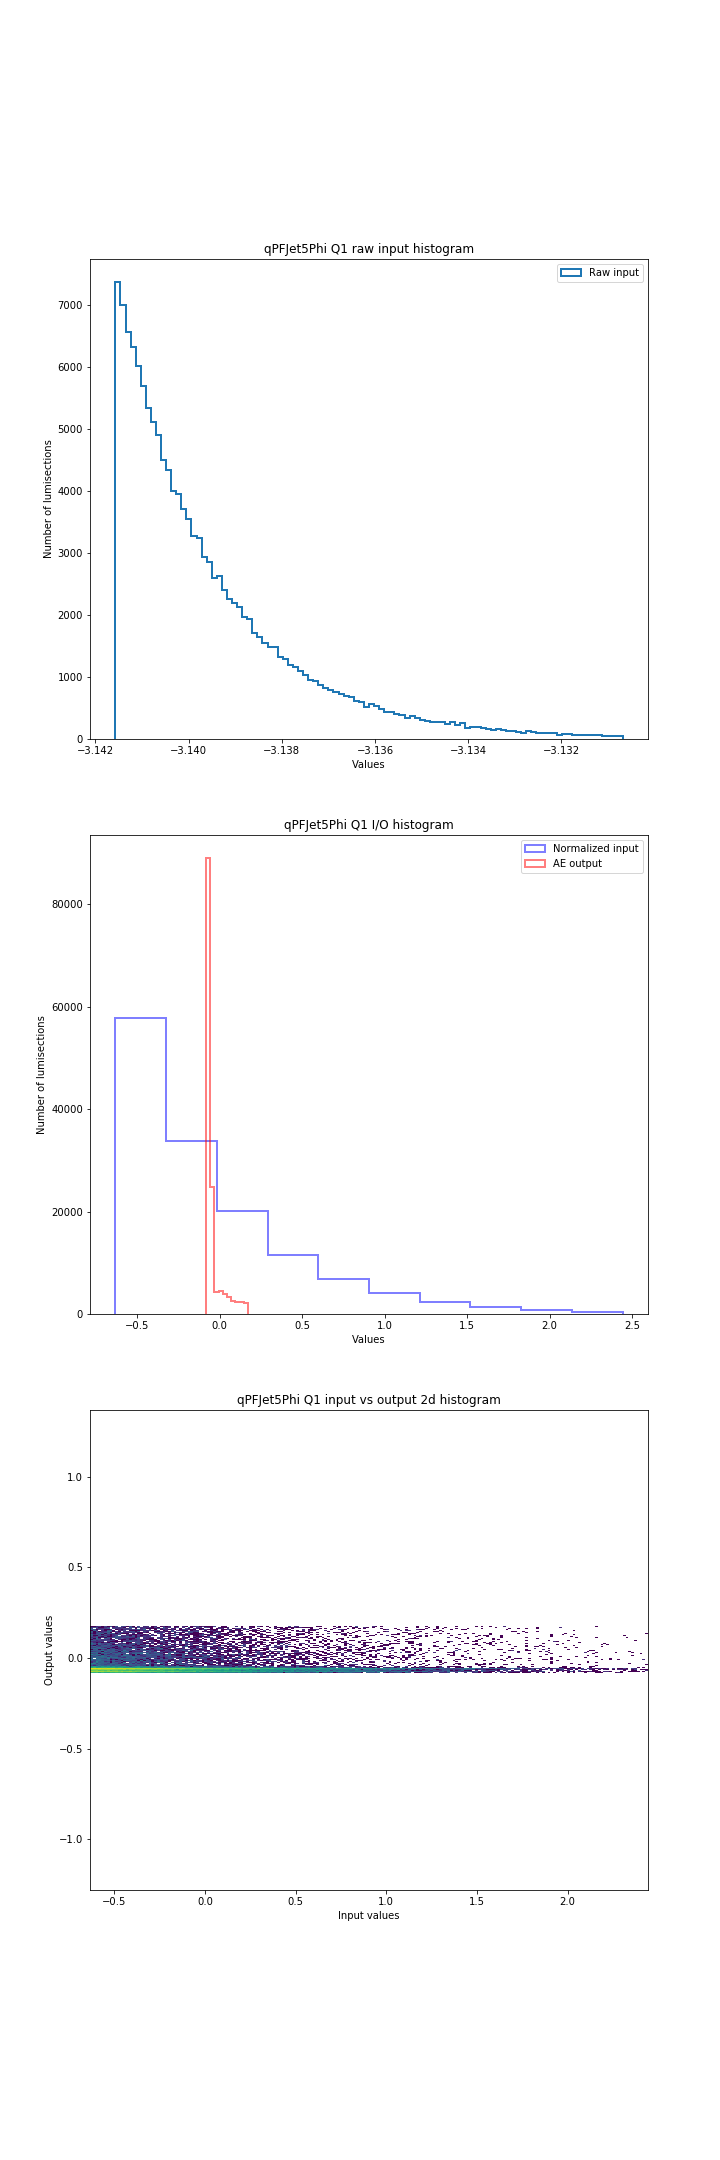 qPFJet5Phi Q1 raw input histogram
Raw input
7000
6000
5000
4000
3000
2000
1000
0
Number of lumisections
−3.142 −3.140 −3.138 −3.136 −3.134 −3.132
Values
qPFJet5Phi Q1 I/O histogram
Normalized input
AE output
80000
60000
40000
20000
0
Number of lumisections
−0.5 0.0 0.5 1.0 1.5 2.0 2.5
Values
qPFJet5Phi Q1 input vs output 2d histogram
1.0
0.5
0.0
−0.5
−1.0
Output values
−0.5 0.0 0.5 1.0 1.5 2.0
Input values